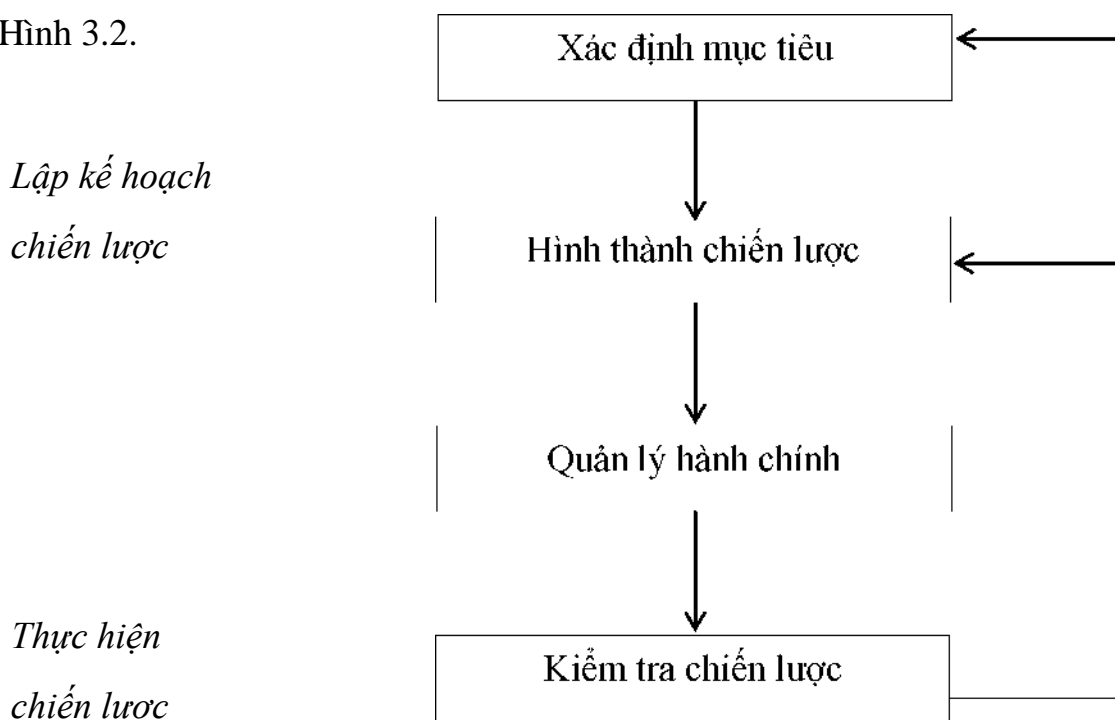 Hình 3.2.
Xác định mục tiêu
Lập kế hoạch
chiến lược
Hình thành chiến lược
Quản lý hành chính
Thực hiện
chiến lược
Kiểm tra chiến lược